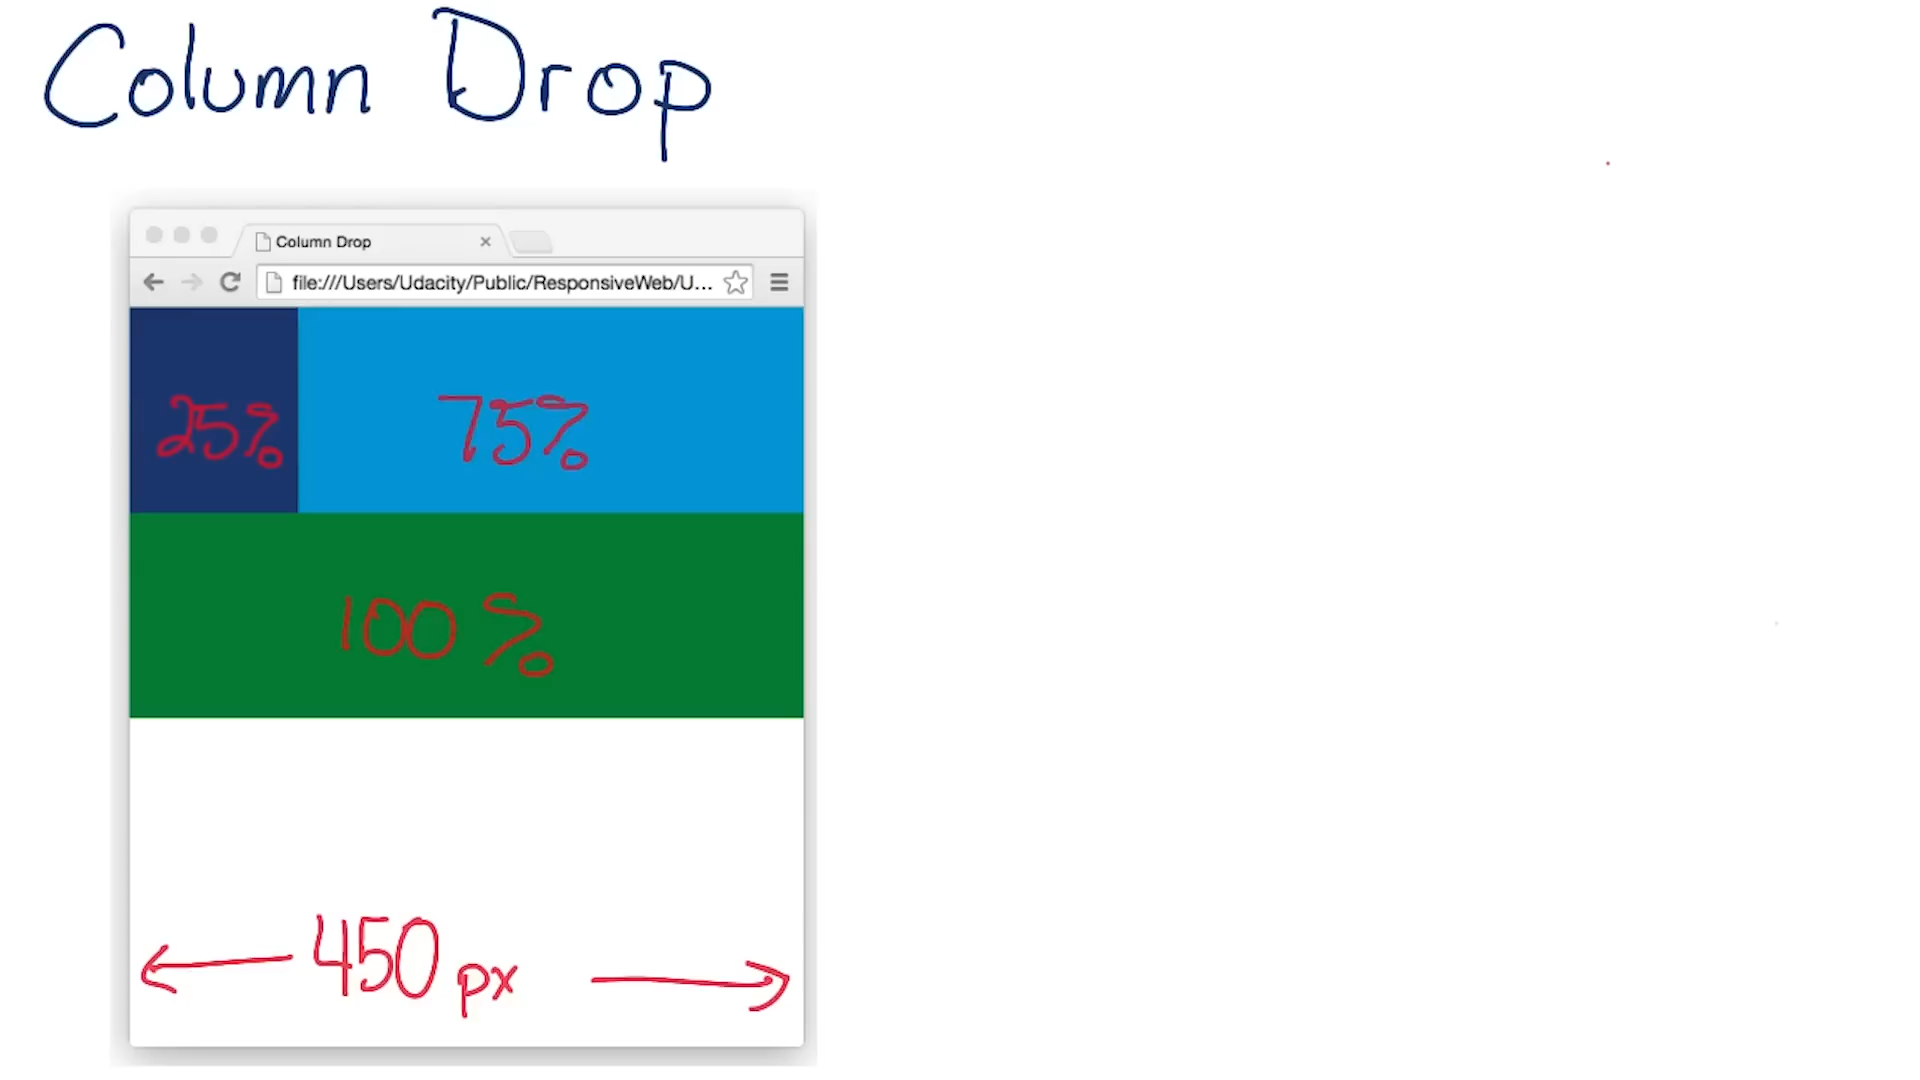 Column Drop
Column Drop
file:///Users/Udacity/Public/ResponsiveWeb/U...
25% 75%
100%
450 px